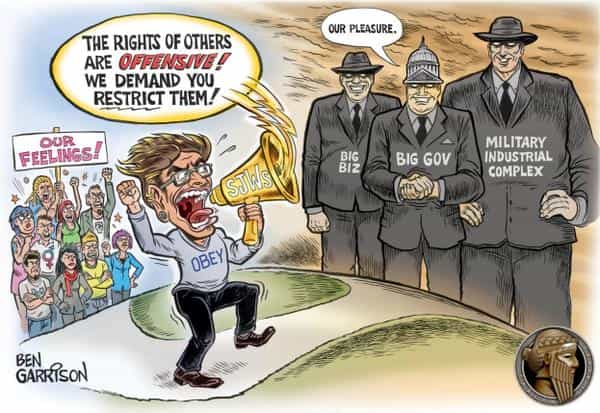 THE RIGHTS OF OTHERS
ARE OFFENSIVE!
WE DEMAND YOU
RESTRICT THEM!
OUR PLEASURE.
OUR
FEELINGS!
SJWs
OBEY
BIG
BIZ
BIG GOV
MILITARY
INDUSTRIAL
COMPLEX
BEN
GARRISON